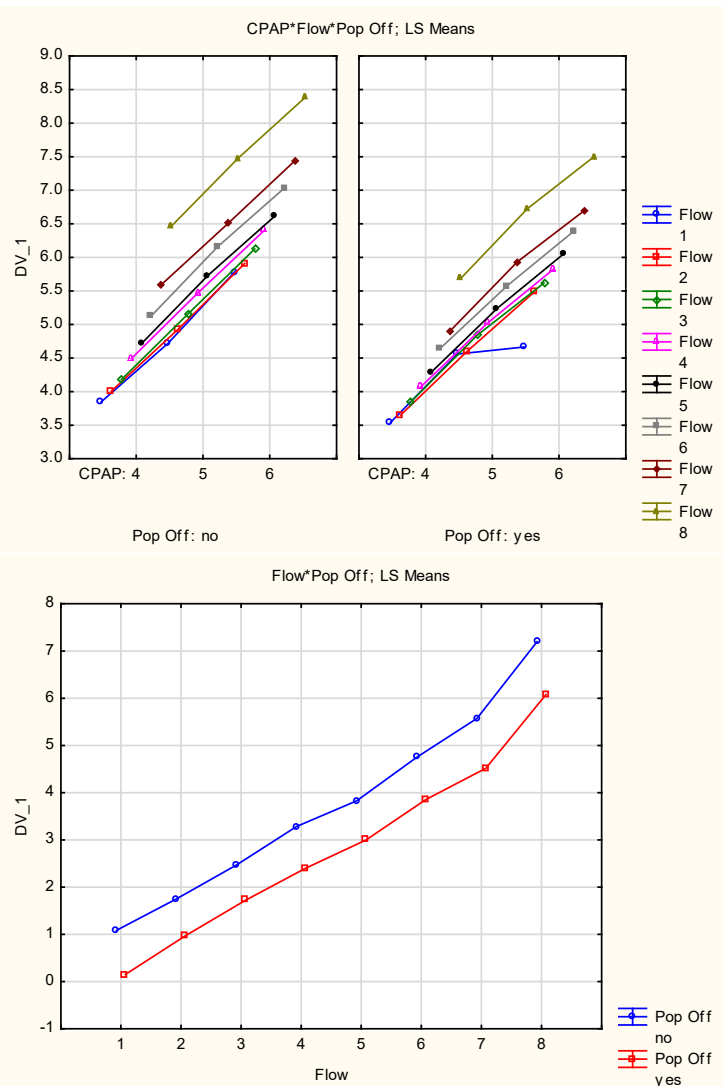 CPAP*Flow*Pop Off; LS Means
DV_1
9.0
8.5
8.0
7.5
7.0
6.5
6.0
5.5
5.0
4.5
4.0
3.5
3.0
CPAP: 4 5 6
CPAP: 4 5 6
Pop Off: no
Pop Off: yes
Flow
1
Flow
2
Flow
3
Flow
4
Flow
5
Flow
6
Flow
7
Flow
8
Flow*Pop Off; LS Means
DV_1
8
7
6
5
4
3
2
1
0
-1
1 2 3 4 5 6 7 8
Flow
Pop Off
no
Pop Off
yes